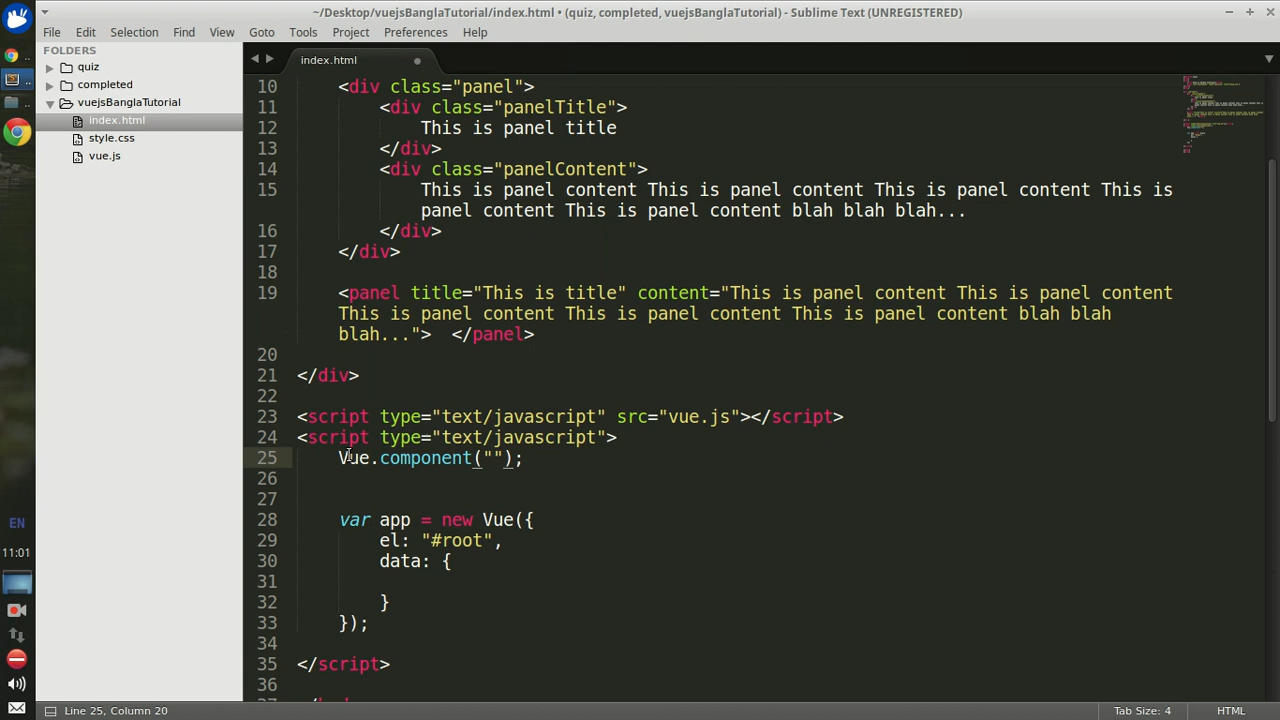 ~/Desktop/vuejsBanglaTutorial/index.html • (quiz, completed, vuejsBanglaTutorial) - Sublime Text (UNREGISTERED)
File Edit Selection Find View Goto Tools Project Preferences Help
FOLDERS
quiz
completed
vuejsBanglaTutorial
index.html
style.css
vue.js
EN
11:01
index.html
10 <div class="panel">
11 <div class="panelTitle">
12 This is panel title
13 </div>
14 <div class="panelContent">
15 This is panel content This is panel content This is panel content This is
panel content This is panel content blah blah blah...
16 </div>
17 </div>
18
19 <panel title="This is title" content="This is panel content This is panel content
This is panel content This is panel content This is panel content blah blah
blah..."> </panel>
20
21 </div>
22
23 <script type="text/javascript" src="vue.js"></script>
24 <script type="text/javascript">
25 Vue.component("");
26
27
28 var app = new Vue({
29 el: "#root",
30 data: {
31
32 }
33 });
34
35 </script>
36
Line 25, Column 20
Tab Size: 4
HTML